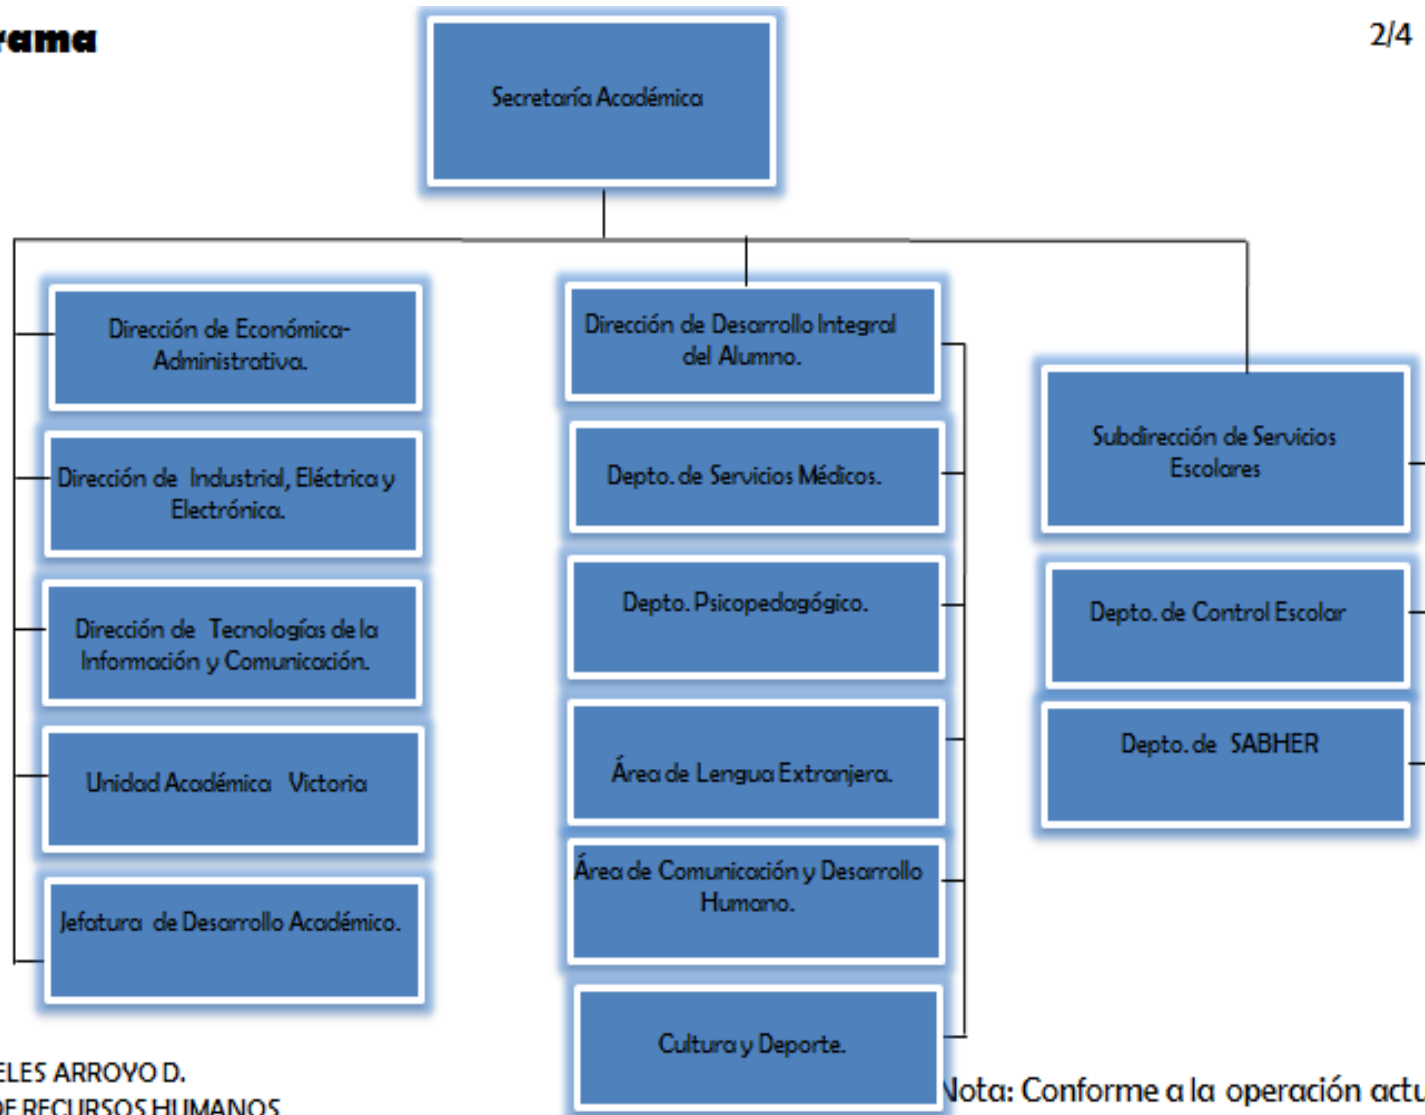 rama
2/4
Secretaría Académica
Dirección de Económica-
Administrativa.
Dirección de Industrial, Eléctrica y
Electrónica.
Dirección de Tecnologías de la
Información y Comunicación.
Unidad Académica Victoria
Jefatura de Desarrollo Académico.
Dirección de Desarrollo Integral
del Alumno.
Depto. de Servicios Médicos.
Depto. Psicopedagógico.
Área de Lengua Extranjera.
Área de Comunicación y Desarrollo
Humano.
Cultura y Deporte.
Subdirección de Servicios
Escolares
Depto. de Control Escolar
Depto. de SABHER
ELES ARROYO D.
DE RECURSOS HUMANOS
Nota: Conforme a la operación actu